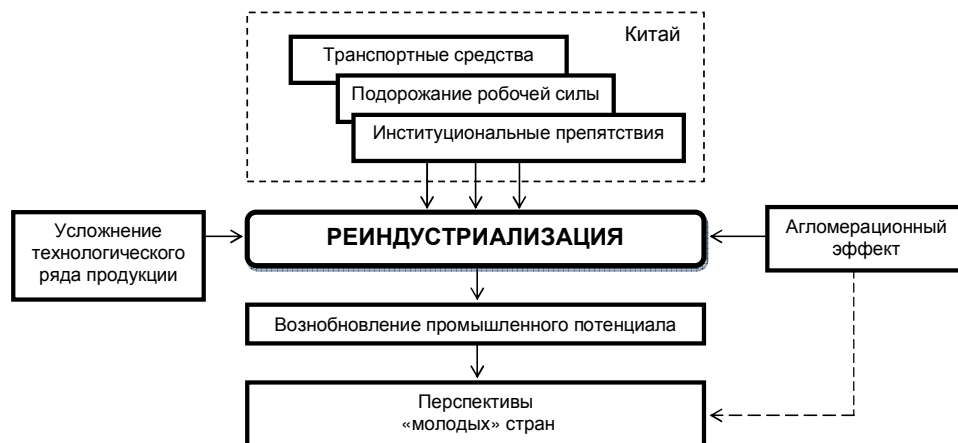 Китай
Транспортные средства
Подорожание робочей силы
Институциональные препятствия
Усложнение
технологического
ряда продукции
РЕИНДУСТРИАЛИЗАЦИЯ
Агломерационный
эффект
Вознобновление промышленного потенциала
Перспективы
«молодых» стран